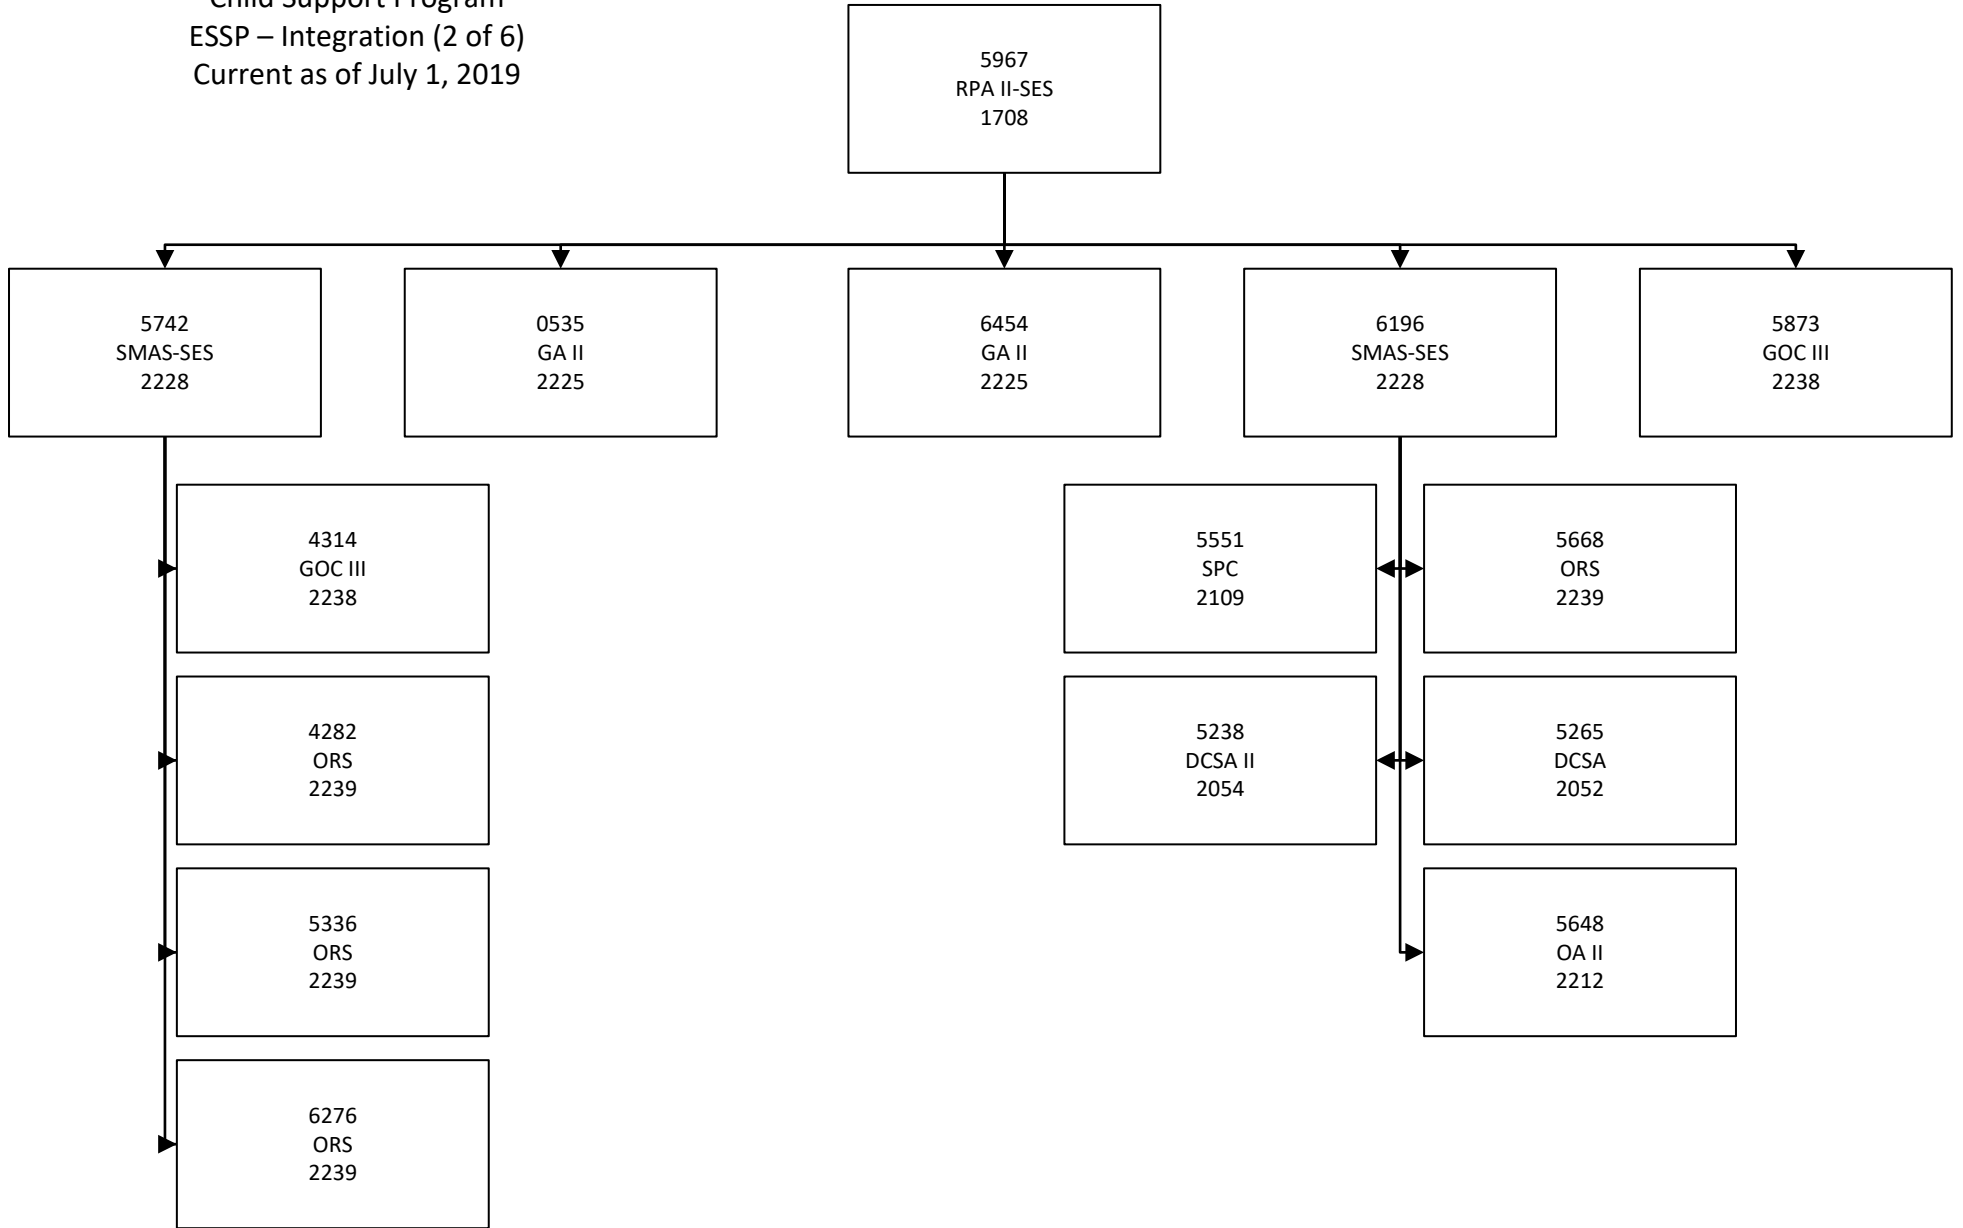 Child Support Program
ESSP – Integration (2 of 6)
Current as of July 1, 2019
5967
RPA II-SES
1708
5742
SMAS-SES
2228
0535
GA II
2225
6454
GA II
2225
6196
SMAS-SES
2228
5873
GOC III
2238
4314
GOC III
2238
5551
SPC
2109
5668
ORS
2239
4282
ORS
2239
5238
DCSA II
2054
5265
DCSA
2052
5336
ORS
2239
5648
OA II
2212
6276
ORS
2239